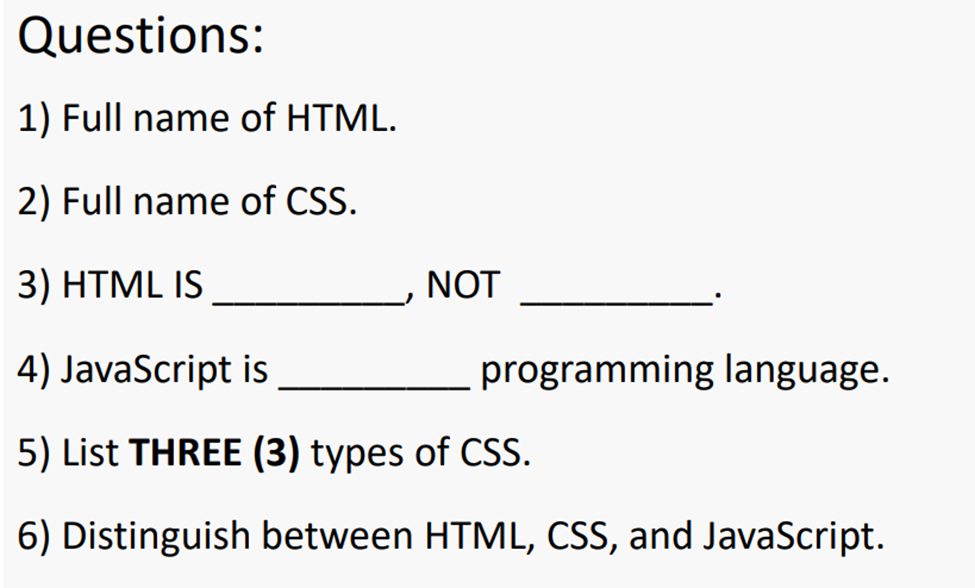 Questions:
1) Full name of HTML.
2) Full name of CSS.
3) HTML IS _________, NOT _________.
4) JavaScript is _________ programming language.
5) List THREE (3) types of CSS.
6) Distinguish between HTML, CSS, and JavaScript.